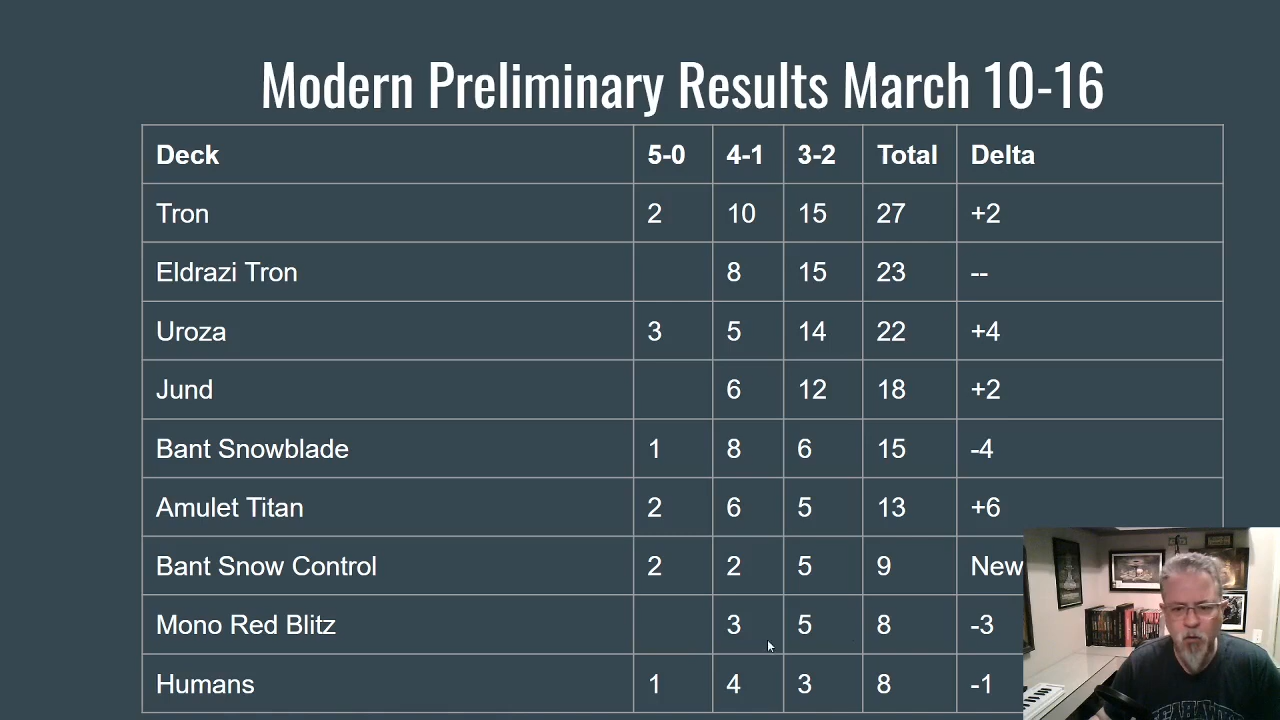 Modern Preliminary Results March 10-16
Deck 5-0 4-1 3-2 Total Delta
Tron 2 10 15 27 +2
Eldrazi Tron 8 15 23 --
Uroza 3 5 14 22 +4
Jund 6 12 18 +2
Bant Snowblade 1 8 6 15 -4
Amulet Titan 2 6 5 13 +6
Bant Snow Control 2 2 5 9 New
Mono Red Blitz 3 5 8 -3
Humans 1 4 3 8 -1